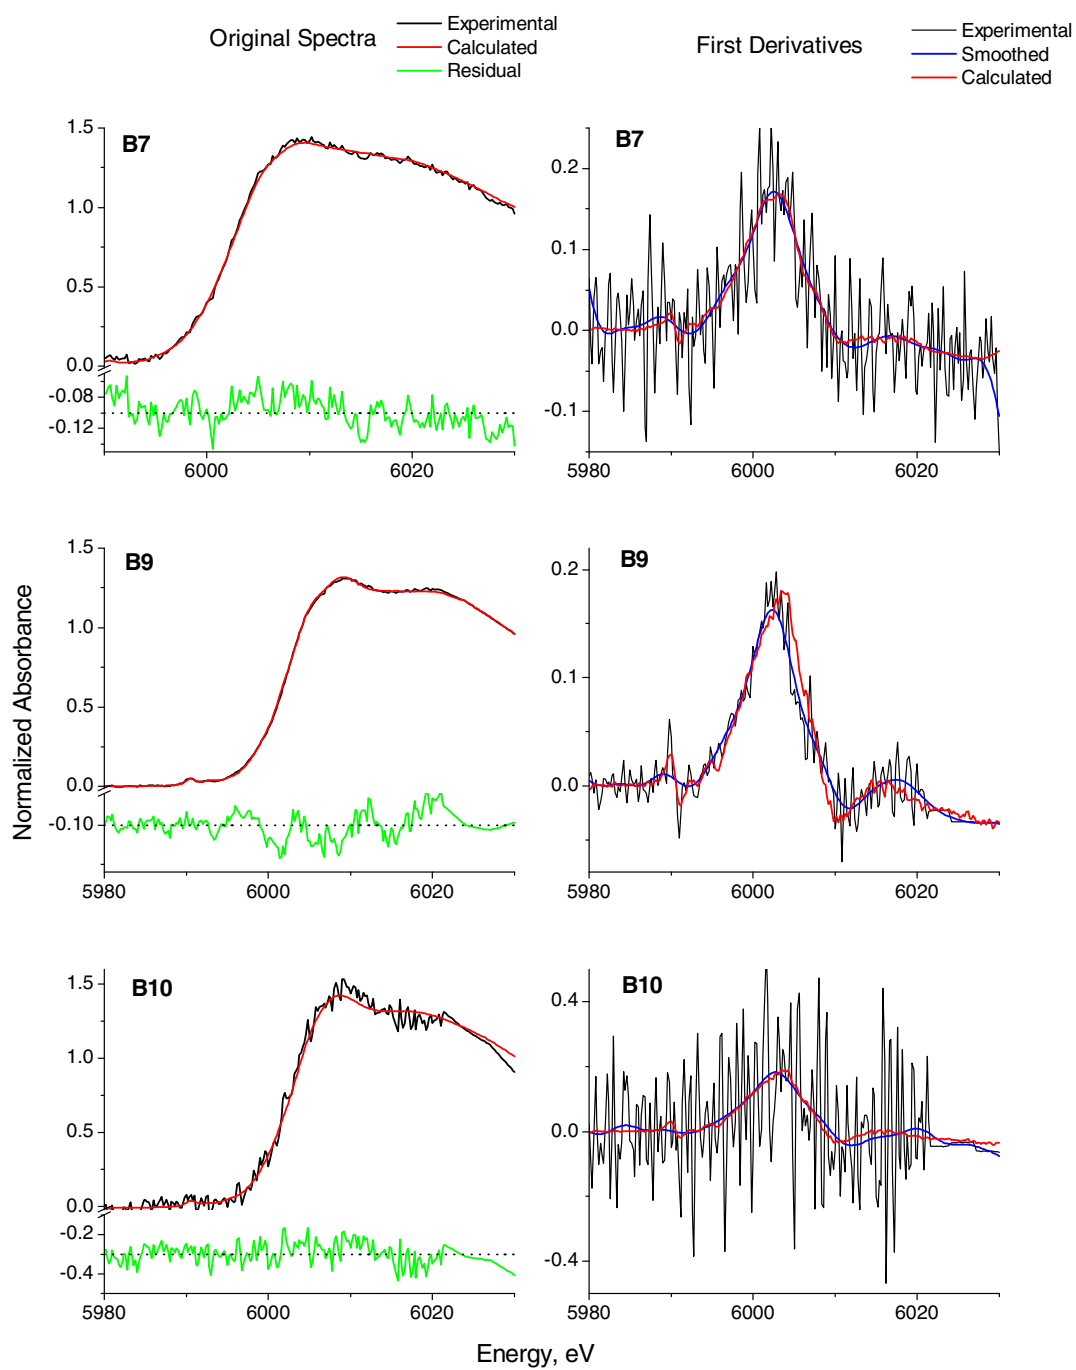 Original Spectra
Experimental
Calculated
Residual
First Derivatives
Experimental
Smoothed
Calculated
B7
1.5
1.0
0.5
0.0
-0.08
-0.12
6000 6020
B7
0.2
0.1
0.0
-0.1
5980 6000 6020
Normalized Absorbance
B9
1.5
1.0
0.5
0.0
-0.10
5980 6000 6020
B9
0.2
0.1
0.0
5980 6000 6020
B10
1.5
1.0
0.5
0.0
-0.2
-0.4
5980 6000 6020
B10
0.4
0.0
-0.4
5980 6000 6020
Energy, eV